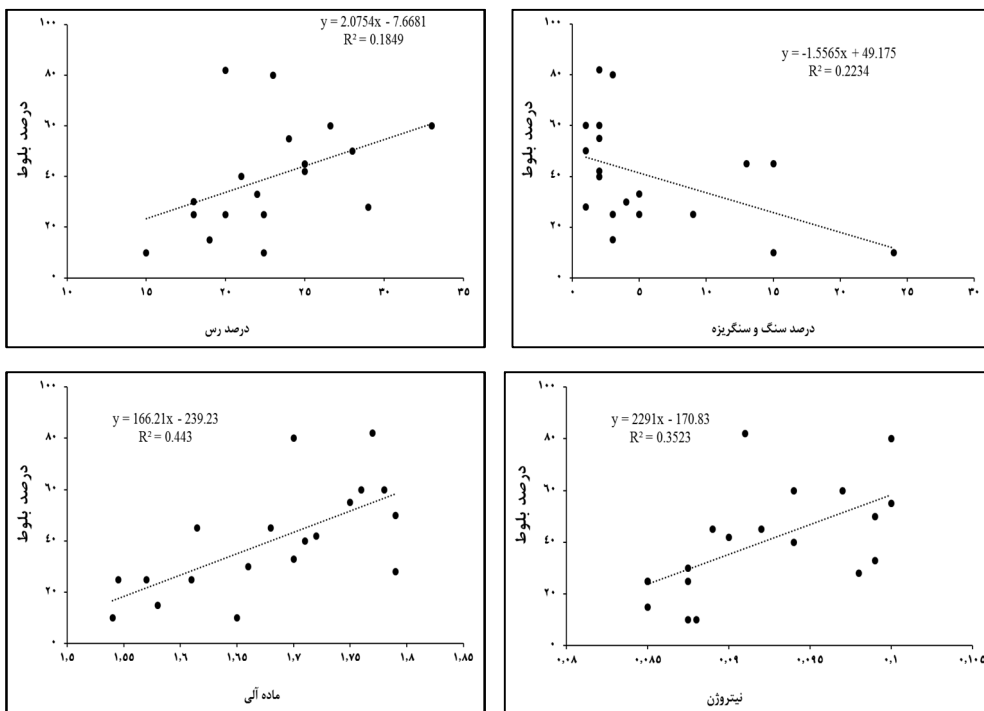 y = 2.0754x - 7.6681
R² = 0.1849
درصد بلوط
۰
۲۰
۴۰
۶۰
۸۰
۱۰۰
۱۰ ۱۵ ۲۰ ۲۵ ۳۰ ۳۵
درصد رس
y = -1.5565x + 49.175
R² = 0.2234
درصد بلوط
۰
۲۰
۴۰
۶۰
۸۰
۱۰۰
۰ ۵ ۱۰ ۱۵ ۲۰ ۲۵ ۳۰
درصد سنگ و سنگریزه
y = 166.21x - 239.23
R² = 0.443
درصد بلوط
۰
۲۰
۴۰
۶۰
۸۰
۱۰۰
۱,۵ ۱,۵۵ ۱,۶ ۱,۶۵ ۱,۷ ۱,۷۵ ۱,۸ ۱,۸۵
ماده آلی
y = 2291x - 170.83
R² = 0.3523
درصد بلوط
۰
۲۰
۴۰
۶۰
۸۰
۱۰۰
۰,۰۸ ۰,۰۸۵ ۰,۰۹ ۰,۰۹۵ ۰,۱ ۰,۱۰۵
نیتروژن